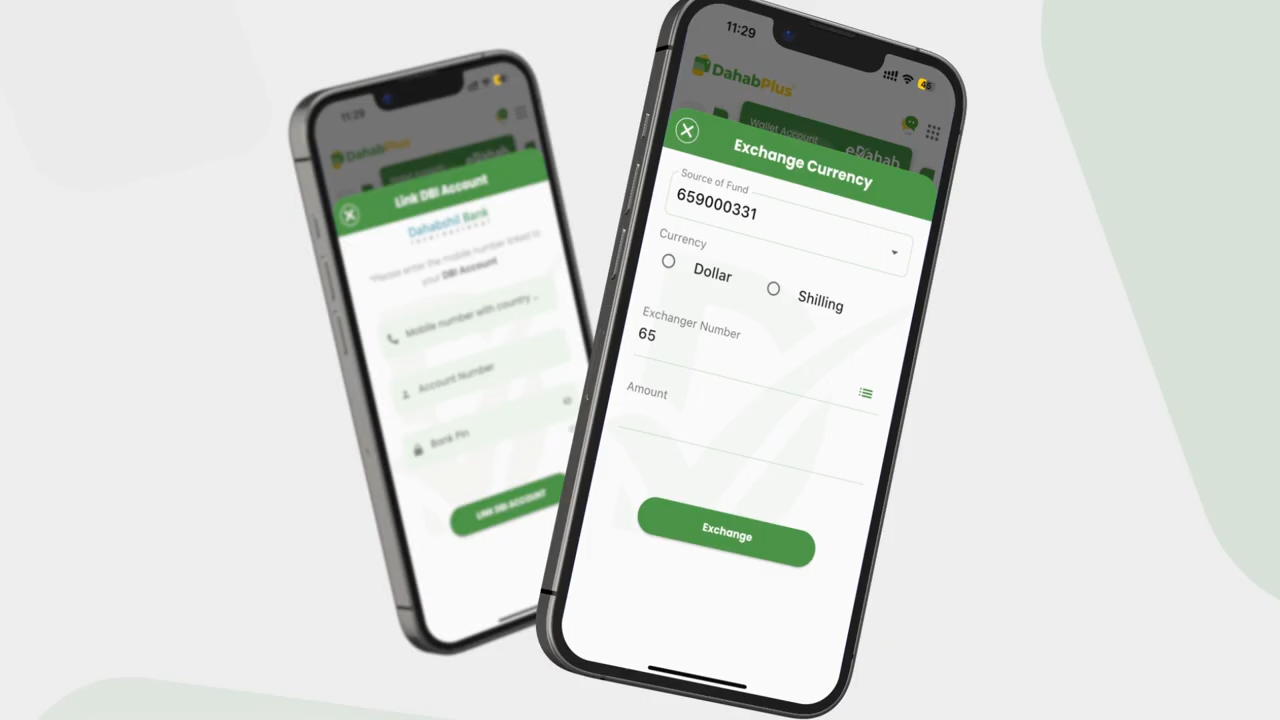 11:29
DahabPlus
eDahab
Link DBI Account
Dahabshil Bank
International
*Please enter the mobile number linked to
your DBI Account
Mobile number with country ..
Account Number
Bank Pin
LINK DBI ACCOUNT
11:29
45
DahabPlus
Wallet Account
eDahab
Exchange Currency
Source of Fund
659000331
Currency
Dollar
Shilling
Exchanger Number
65
Amount
Exchange